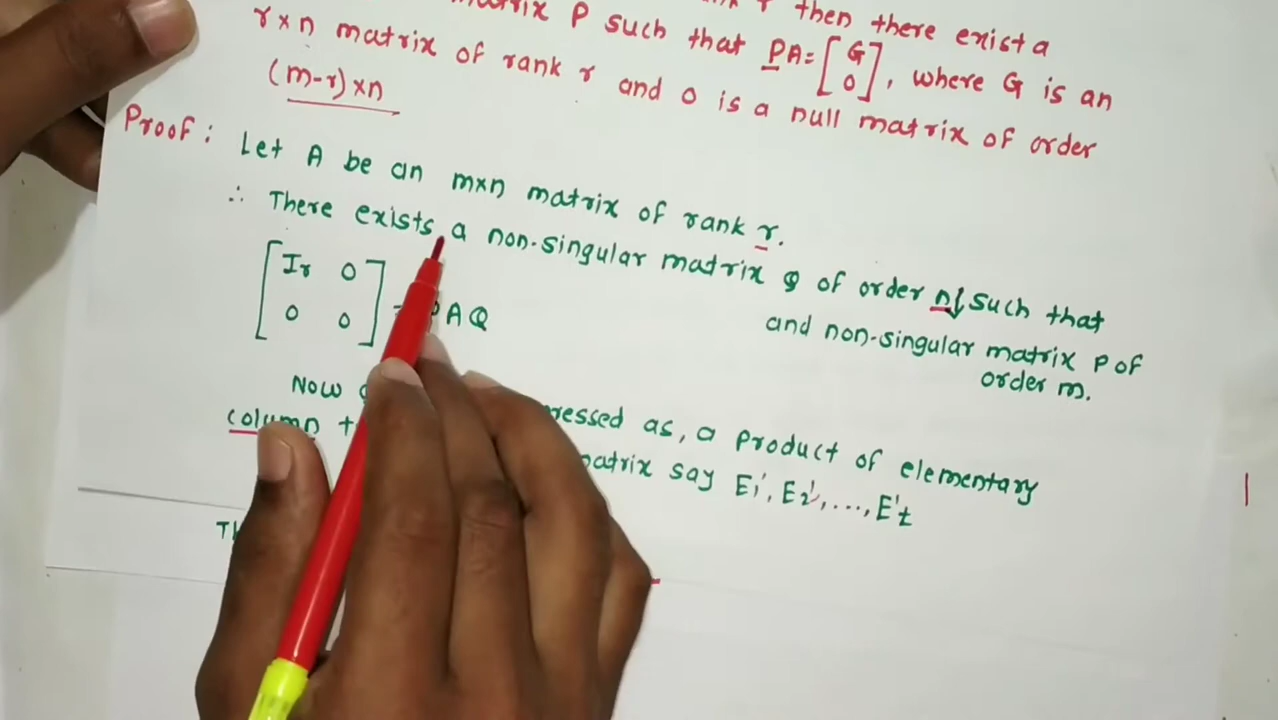 then there exist a
matrix P such that PA=[G 0], where G is an
r×n matrix of rank r and 0 is a null matrix of order
(m-r)×n
Proof: Let A be an m×n matrix of rank r.
∴ There exists a non-singular matrix Q of order n, such that
and non-singular matrix P of
order m.
[Ir 0
0 0] PAQ
Now
pressed as, a product of elementary
column matrix say E1', E2', ..., E't